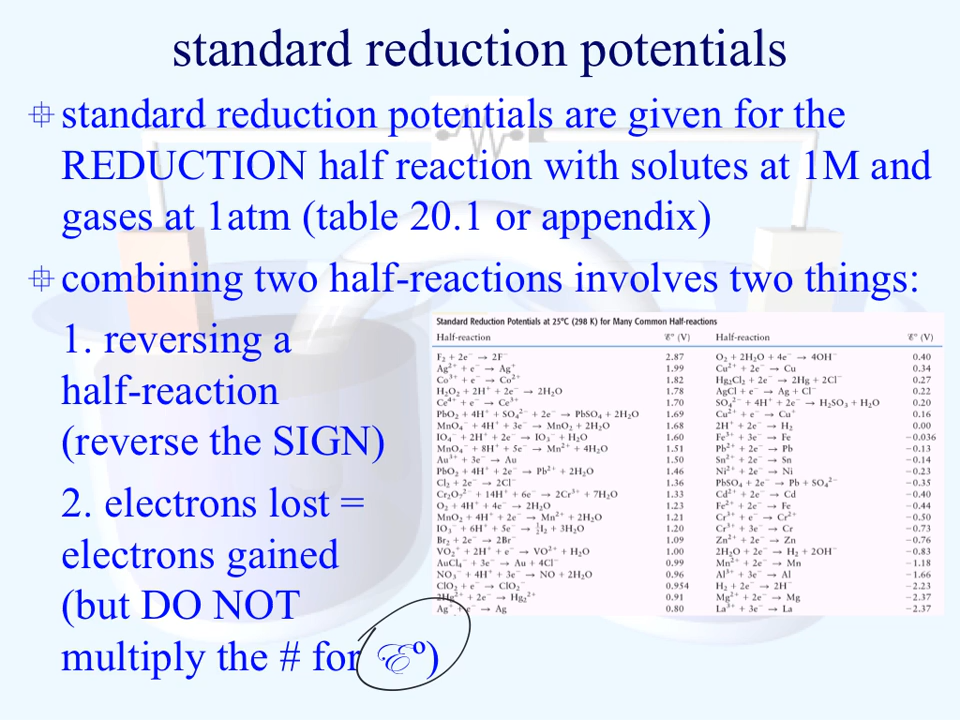 standard reduction potentials
standard reduction potentials are given for the
REDUCTION half reaction with solutes at 1M and
gases at 1atm (table 20.1 or appendix)
combining two half-reactions involves two things:
1. reversing a
half-reaction
(reverse the SIGN)
2. electrons lost =
electrons gained
(but DO NOT
multiply the # for ℰº)
Standard Reduction Potentials at 25°C (298 K) for Many Common Half-reactions
Half-reaction ℰ° (V) Half-reaction ℰ° (V)
F₂ + 2e⁻ → 2F⁻ 2.87 O₂ + 2H₂O + 4e⁻ → 4OH⁻ 0.40
Ag²⁺ + e⁻ → Ag⁺ 1.99 Cu²⁺ + 2e⁻ → Cu 0.34
Co³⁺ + e⁻ → Co²⁺ 1.82 Hg₂Cl₂ + 2e⁻ → 2Hg + 2Cl⁻ 0.27
H₂O₂ + 2H⁺ + 2e⁻ → 2H₂O 1.78 AgCl + e⁻ → Ag + Cl⁻ 0.22
Ce⁴⁺ + e⁻ → Ce³⁺ 1.70 SO₄²⁻ + 4H⁺ + 2e⁻ → H₂SO₃ + H₂O 0.20
PbO₂ + 4H⁺ + SO₄²⁻ + 2e⁻ → PbSO₄ + 2H₂O 1.69 Cu²⁺ + e⁻ → Cu⁺ 0.16
MnO₄⁻ + 4H⁺ + 3e⁻ → MnO₂ + 2H₂O 1.68 2H⁺ + 2e⁻ → H₂ 0.00
IO₄⁻ + 2H⁺ + 2e⁻ → IO₃⁻ + H₂O 1.60 Fe³⁺ + 3e⁻ → Fe −0.036
MnO₄⁻ + 8H⁺ + 5e⁻ → Mn²⁺ + 4H₂O 1.51 Pb²⁺ + 2e⁻ → Pb −0.13
Au³⁺ + 3e⁻ → Au 1.50 Sn²⁺ + 2e⁻ → Sn −0.14
PbO₂ + 4H⁺ + 2e⁻ → Pb²⁺ + 2H₂O 1.46 Ni²⁺ + 2e⁻ → Ni −0.23
Cl₂ + 2e⁻ → 2Cl⁻ 1.36 PbSO₄ + 2e⁻ → Pb + SO₄²⁻ −0.35
Cr₂O₇²⁻ + 14H⁺ + 6e⁻ → 2Cr³⁺ + 7H₂O 1.33 Cd²⁺ + 2e⁻ → Cd −0.40
O₂ + 4H⁺ + 4e⁻ → 2H₂O 1.23 Fe²⁺ + 2e⁻ → Fe −0.44
MnO₂ + 4H⁺ + 2e⁻ → Mn²⁺ + 2H₂O 1.21 Cr³⁺ + e⁻ → Cr²⁺ −0.50
IO₃⁻ + 6H⁺ + 5e⁻ → ½I₂ + 3H₂O 1.20 Cr³⁺ + 3e⁻ → Cr −0.73
Br₂ + 2e⁻ → 2Br⁻ 1.09 Zn²⁺ + 2e⁻ → Zn −0.76
VO₂⁺ + 2H⁺ + e⁻ → VO²⁺ + H₂O 1.00 2H₂O + 2e⁻ → H₂ + 2OH⁻ −0.83
AuCl₄⁻ + 3e⁻ → Au + 4Cl⁻ 0.99 Mn²⁺ + 2e⁻ → Mn −1.18
NO₃⁻ + 4H⁺ + 3e⁻ → NO + 2H₂O 0.96 Al³⁺ + 3e⁻ → Al −1.66
ClO₂ + e⁻ → ClO₂⁻ 0.954 H₂ + 2e⁻ → 2H⁻ −2.23
2Hg²⁺ + 2e⁻ → Hg₂²⁺ 0.91 Mg²⁺ + 2e⁻ → Mg −2.37
Ag⁺ + e⁻ → Ag 0.80 La³⁺ + 3e⁻ → La −2.37